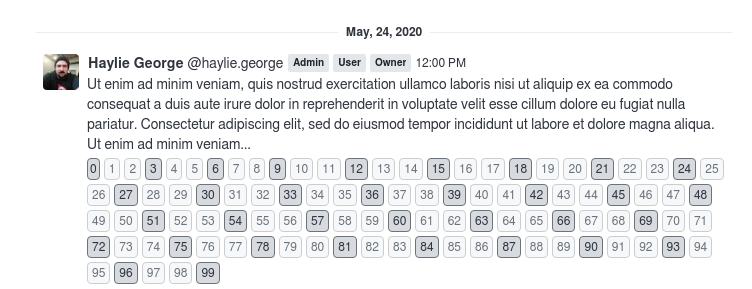 May, 24, 2020
Haylie George @haylie.george Admin User Owner 12:00 PM
Ut enim ad minim veniam, quis nostrud exercitation ullamco laboris nisi ut aliquip ex ea commodo
consequat a duis aute irure dolor in reprehenderit in voluptate velit esse cillum dolore eu fugiat nulla
pariatur. Consectetur adipiscing elit, sed do eiusmod tempor incididunt ut labore et dolore magna aliqua.
Ut enim ad minim veniam...
0 1 2 3 4 5 6 7 8 9 10 11 12 13 14 15 16 17 18 19 20 21 22 23 24 25
26 27 28 29 30 31 32 33 34 35 36 37 38 39 40 41 42 43 44 45 46 47 48
49 50 51 52 53 54 55 56 57 58 59 60 61 62 63 64 65 66 67 68 69 70 71
72 73 74 75 76 77 78 79 80 81 82 83 84 85 86 87 88 89 90 91 92 93 94
95 96 97 98 99